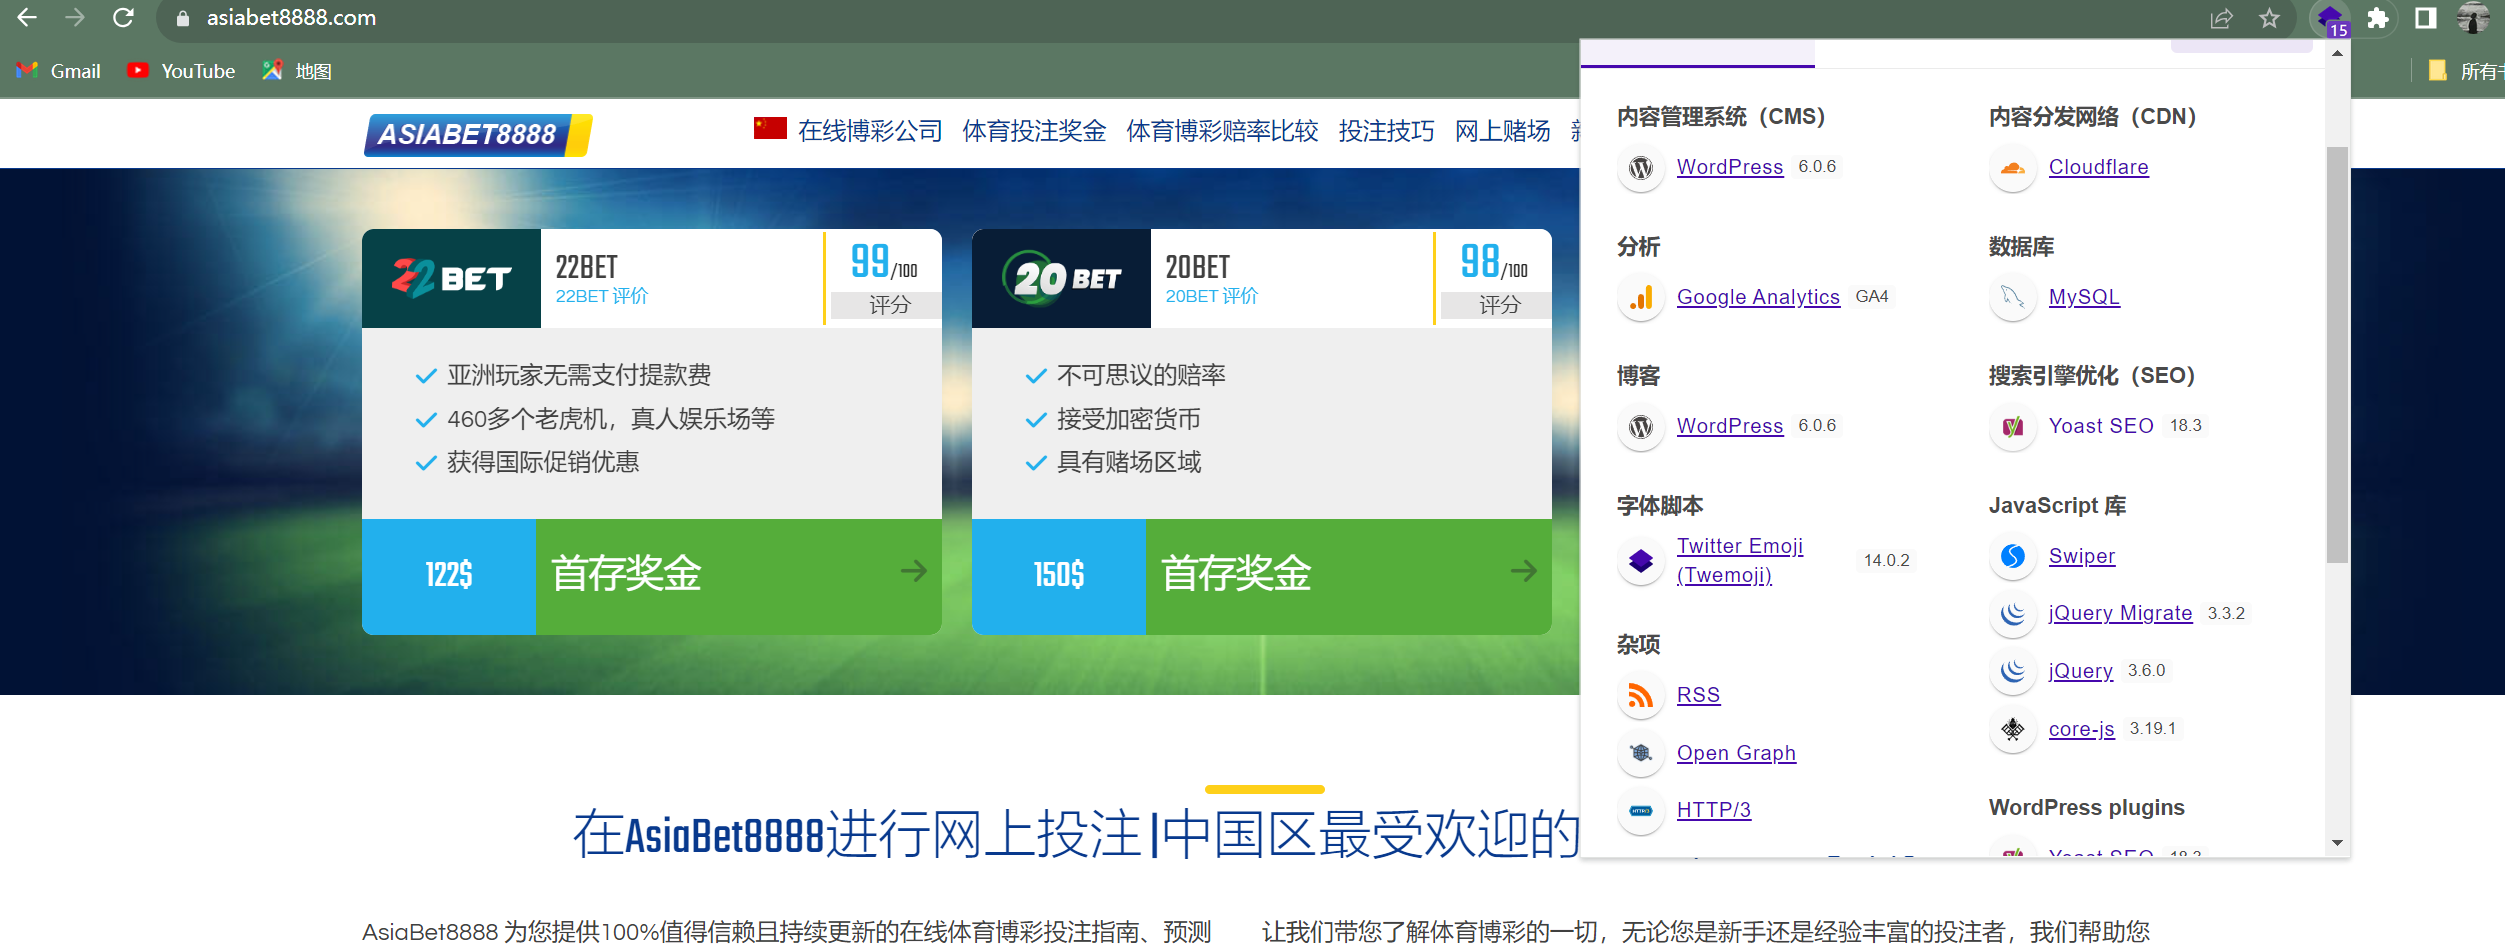 asiabet8888.com
15
Gmail
YouTube
地图
ASIABET8888
在线博彩公司
体育投注奖金
体育博彩赔率比较
投注技巧
网上赌场
22BET
22BET
22BET 评价
99/100
评分
亚洲玩家无需支付提款费
460多个老虎机，真人娱乐场等
获得国际促销优惠
122$
首存奖金
20BET
20BET
20BET 评价
98/100
评分
不可思议的赔率
接受加密货币
具有赌场区域
150$
首存奖金
在AsiaBet8888进行网上投注|中国区最受欢迎的
AsiaBet8888 为您提供100%值得信赖且持续更新的在线体育博彩投注指南、预测
让我们带您了解体育博彩的一切，无论您是新手还是经验丰富的投注者，我们帮助您
内容管理系统（CMS）
WordPress 6.0.6
分析
Google Analytics GA4
博客
WordPress 6.0.6
字体脚本
Twitter Emoji
(Twemoji) 14.0.2
杂项
RSS
Open Graph
HTTP/3
内容分发网络（CDN）
Cloudflare
数据库
MySQL
搜索引擎优化（SEO）
Yoast SEO 18.3
JavaScript 库
Swiper
jQuery Migrate 3.3.2
jQuery 3.6.0
core-js 3.19.1
WordPress plugins
Yoast SEO 18.3
所有